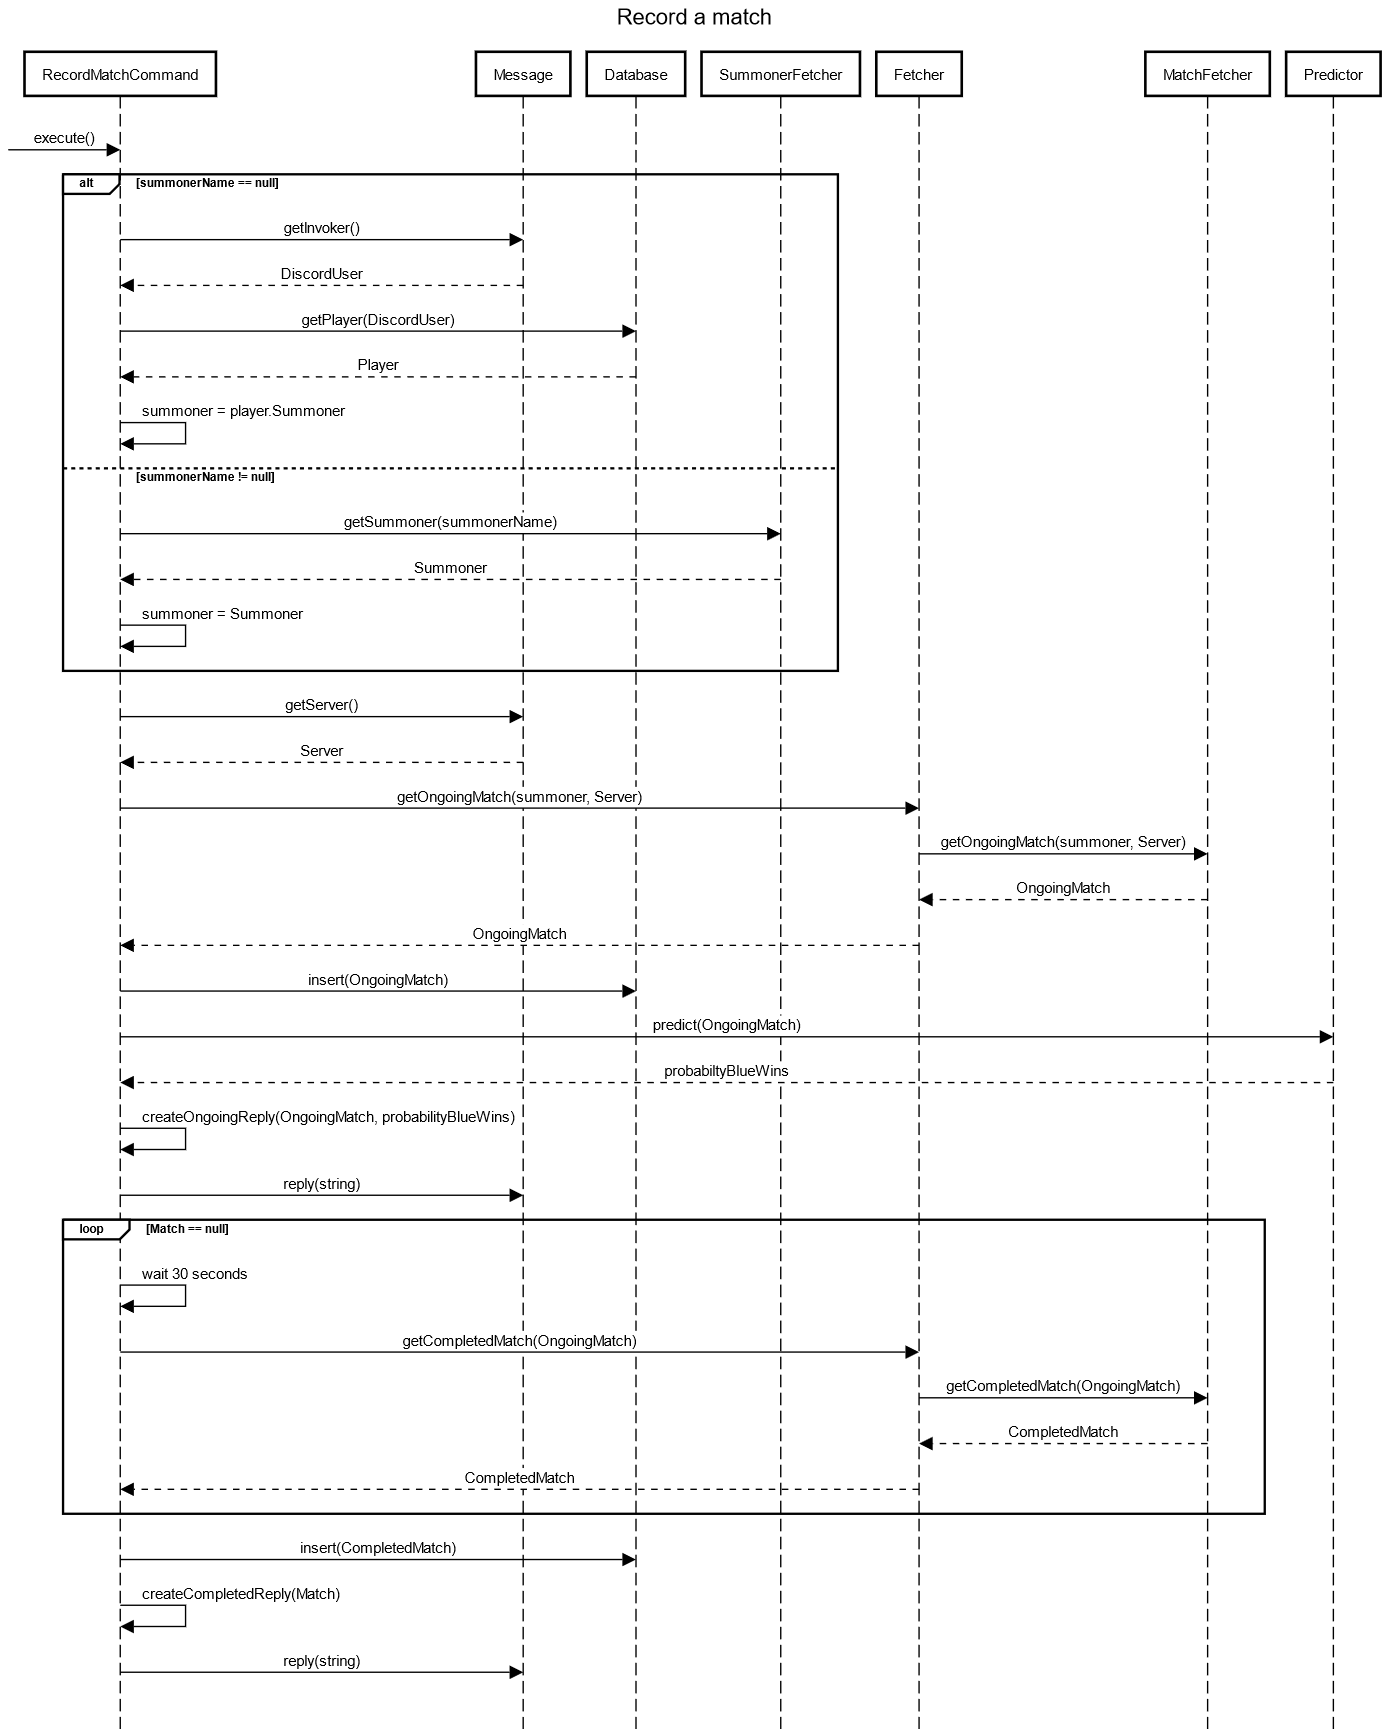 Record a match
RecordMatchCommand
Message
Database
SummonerFetcher
Fetcher
MatchFetcher
Predictor
execute()
alt
[summonerName == null]
getInvoker()
DiscordUser
getPlayer(DiscordUser)
Player
summoner = player.Summoner
[summonerName != null]
getSummoner(summonerName)
Summoner
summoner = Summoner
getServer()
Server
getOngoingMatch(summoner, Server)
getOngoingMatch(summoner, Server)
OngoingMatch
OngoingMatch
insert(OngoingMatch)
predict(OngoingMatch)
probabiltyBlueWins
createOngoingReply(OngoingMatch, probabilityBlueWins)
reply(string)
loop
[Match == null]
wait 30 seconds
getCompletedMatch(OngoingMatch)
getCompletedMatch(OngoingMatch)
CompletedMatch
CompletedMatch
insert(CompletedMatch)
createCompletedReply(Match)
reply(string)